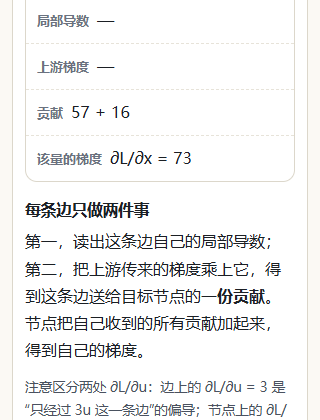 局部导数 —
上游梯度 —
贡献 57 + 16
该量的梯度 ∂L/∂x = 73
每条边只做两件事
第一，读出这条边自己的局部导数；
第二，把上游传来的梯度乘上它，得
到这条边送给目标节点的一份贡献。
节点把自己收到的所有贡献加起来，
得到自己的梯度。
注意区分两处 ∂L/∂u：边上的 ∂L/∂u = 3 是
“只经过 3u 这一条边”的偏导；节点上的 ∂L/